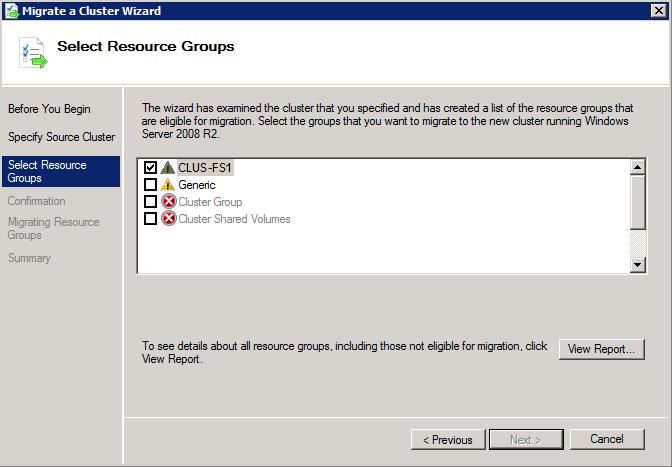 Migrate a Cluster Wizard
Select Resource Groups
Before You Begin
Specify Source Cluster
Select Resource
Groups
Confirmation
Migrating Resource
Groups
Summary
The wizard has examined the cluster that you specified and has created a list of the resource groups that
are eligible for migration. Select the groups that you want to migrate to the new cluster running Windows
Server 2008 R2.
CLUS-FS1
Generic
Cluster Group
Cluster Shared Volumes
To see details about all resource groups, including those not eligible for migration, click
View Report.
View Report...
< Previous
Next >
Cancel